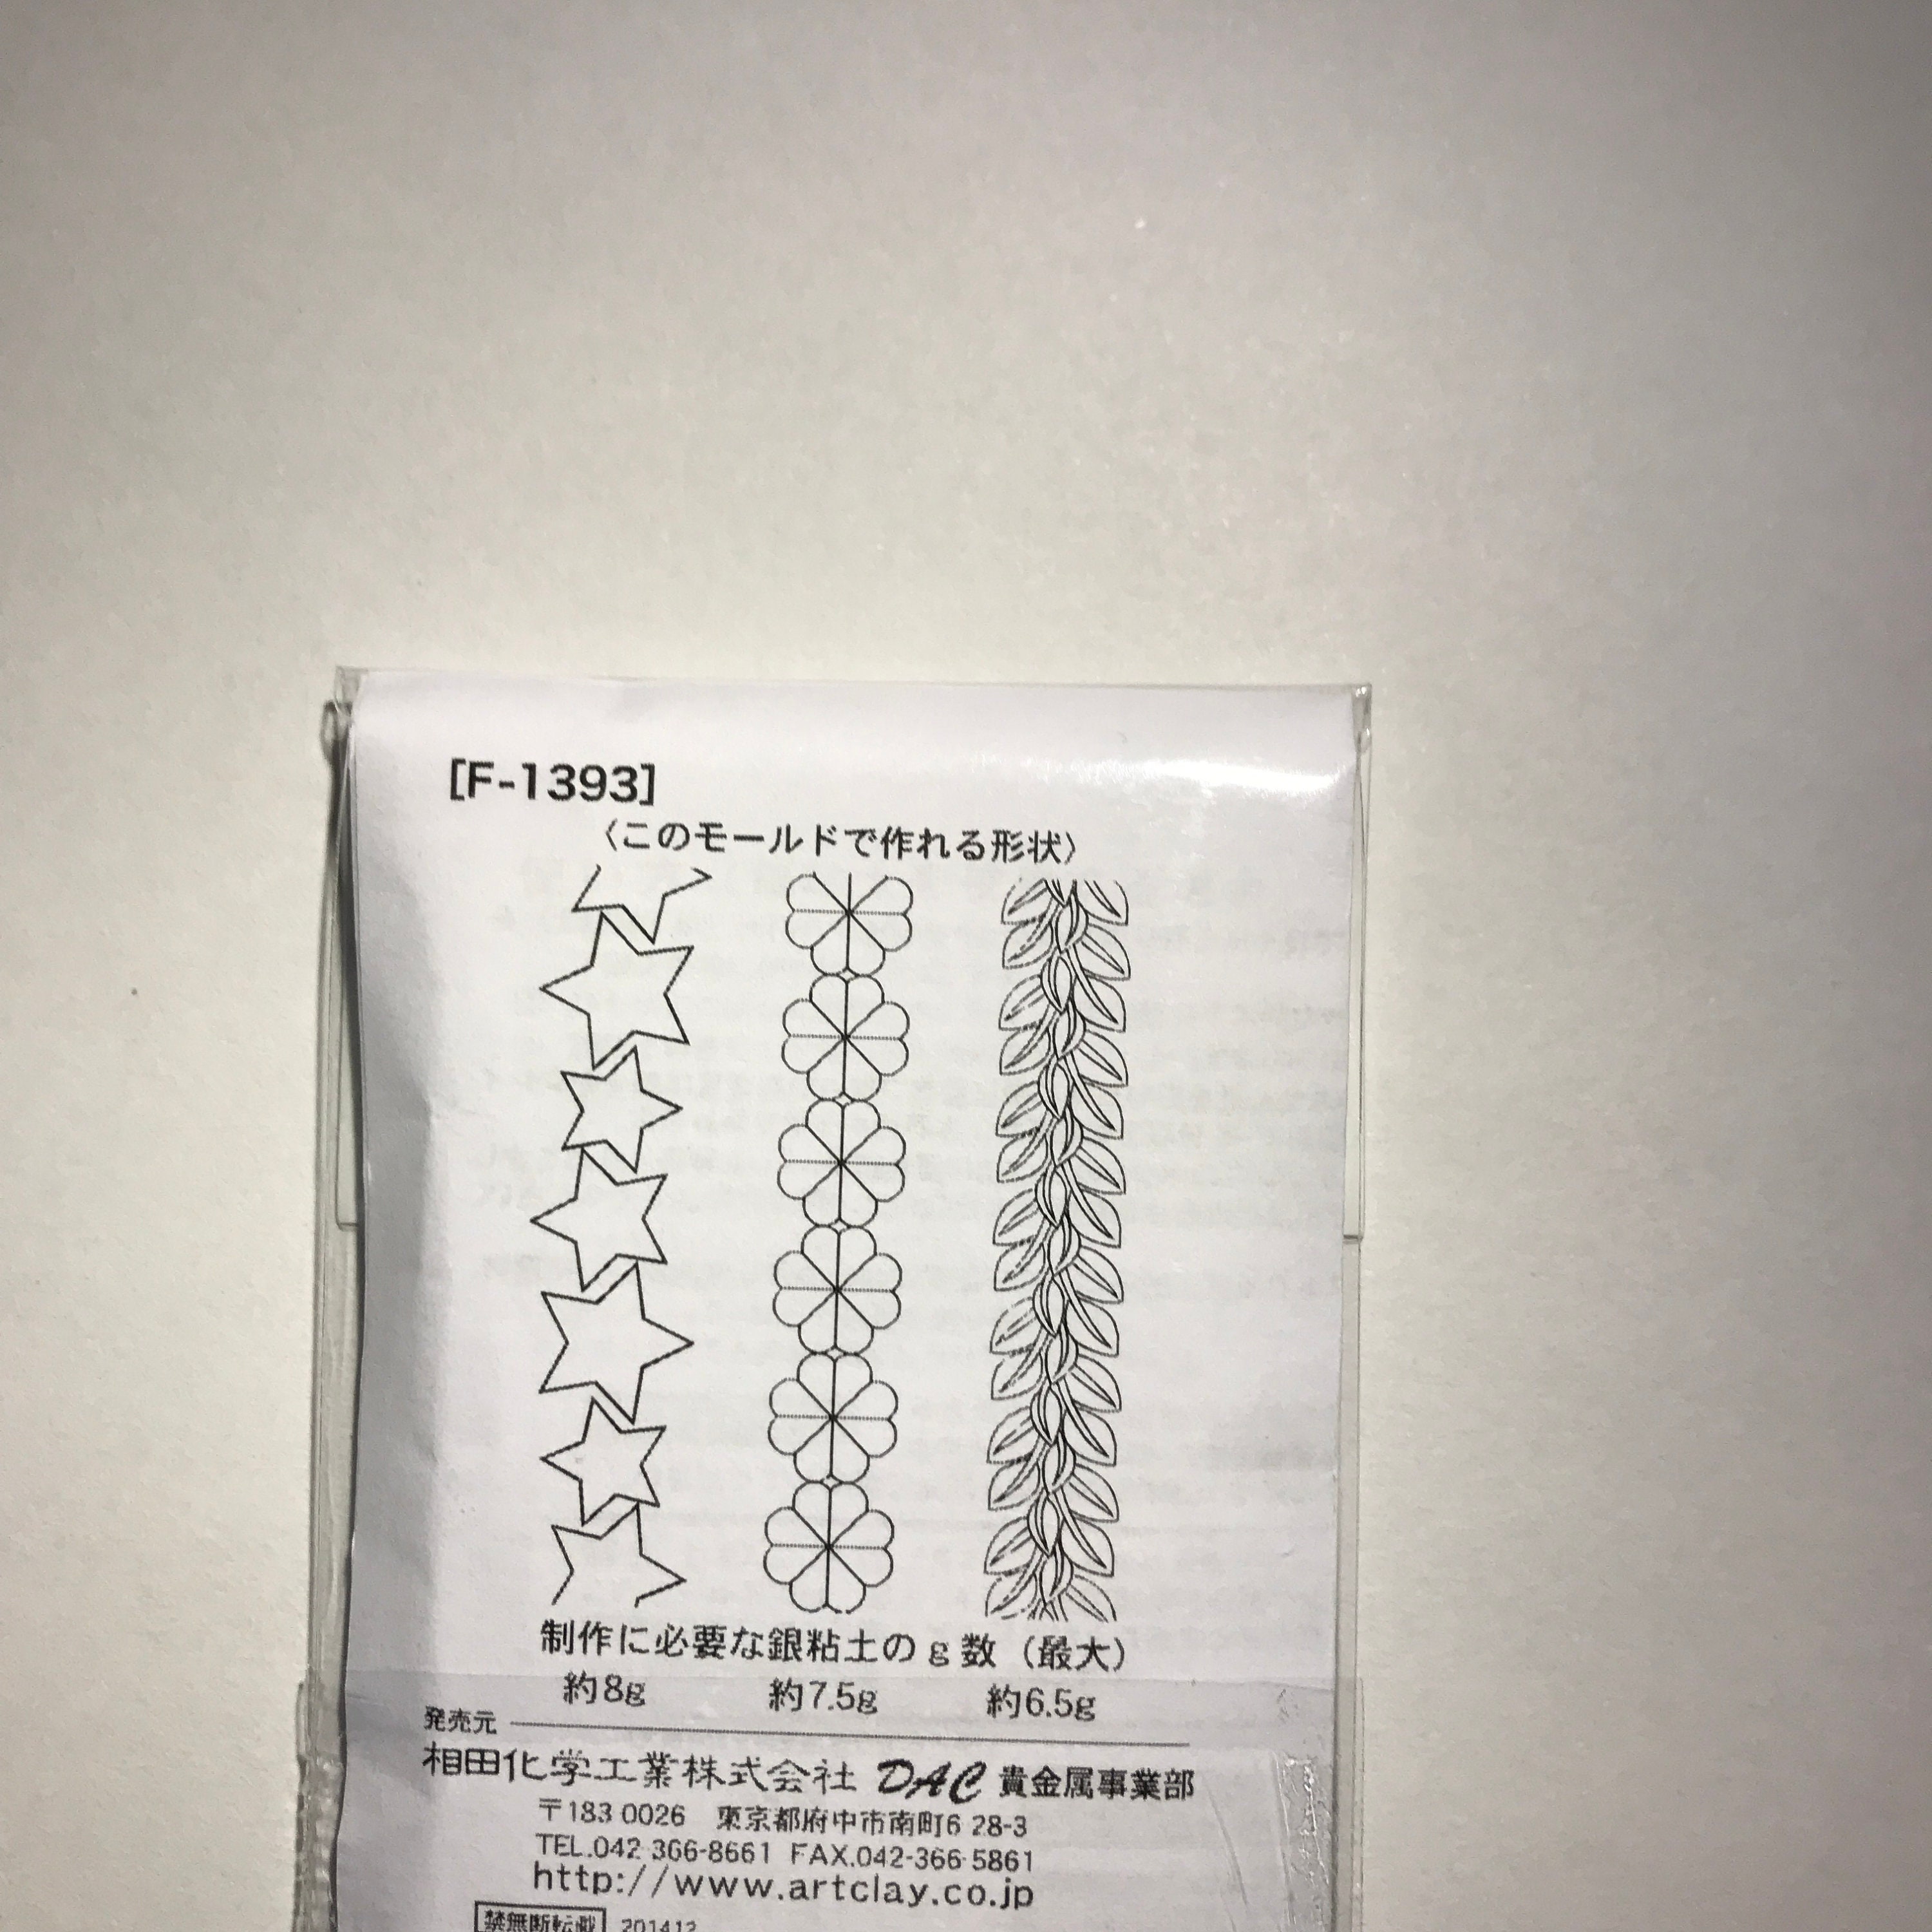 [F-1393]
〈このモールドで作れる形状〉
制作に必要な銀粘土のg数（最大）
約8g 約7.5g 約6.5g
発売元
相田化学工業株式会社 DAC 貴金属事業部
〒183 0026 東京都府中市南町6 28-3
TEL.042 366-8661 FAX.042-366-5861
http://www.artclay.co.jp
禁無断転載 201412